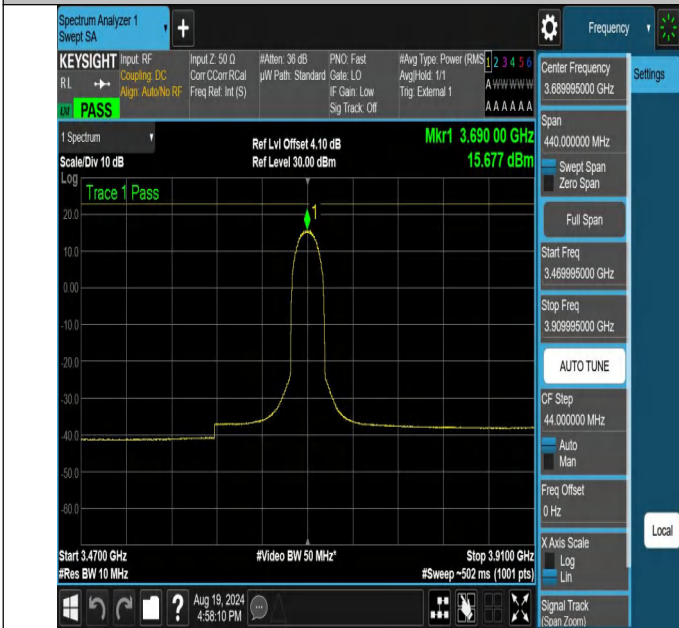 Spectrum Analyzer 1
Swept SA
+
Frequency
KEYSIGHT
RL
PASS
Input: RF
Coupling: DC
Align: Auto/No RF
Input Z: 50 Ω
Corr CCorr RCal
Freq Ref: Int (S)
#Atten: 36 dB
µW Path: Standard
PNO: Fast
Gate: LO
IF Gain: Low
Sig Track: Off
#Avg Type: Power (RMS
Avg|Hold: 1/1
Trig: External 1
1 2 3 4 5 6
A W W W W W
A A A A A A
Center Frequency
3.689995000 GHz
Settings
Span
440.000000 MHz
Swept Span
Zero Span
Full Span
Start Freq
3.469995000 GHz
Stop Freq
3.909995000 GHz
AUTO TUNE
CF Step
44.000000 MHz
Auto
Man
Freq Offset
0 Hz
X Axis Scale
Log
Lin
Local
Signal Track
(Span Zoom)
1 Spectrum
Scale/Div 10 dB
Ref Lvl Offset 4.10 dB
Ref Level 30.00 dBm
Mkr1 3.690 00 GHz
15.677 dBm
Log
Trace 1 Pass
1
20.0
10.0
0.00
-10.0
-20.0
-30.0
-40.0
-50.0
-60.0
Start 3.4700 GHz
#Res BW 10 MHz
#Video BW 50 MHz*
Stop 3.9100 GHz
#Sweep ~502 ms (1001 pts)
?
Aug 19, 2024
4:58:10 PM